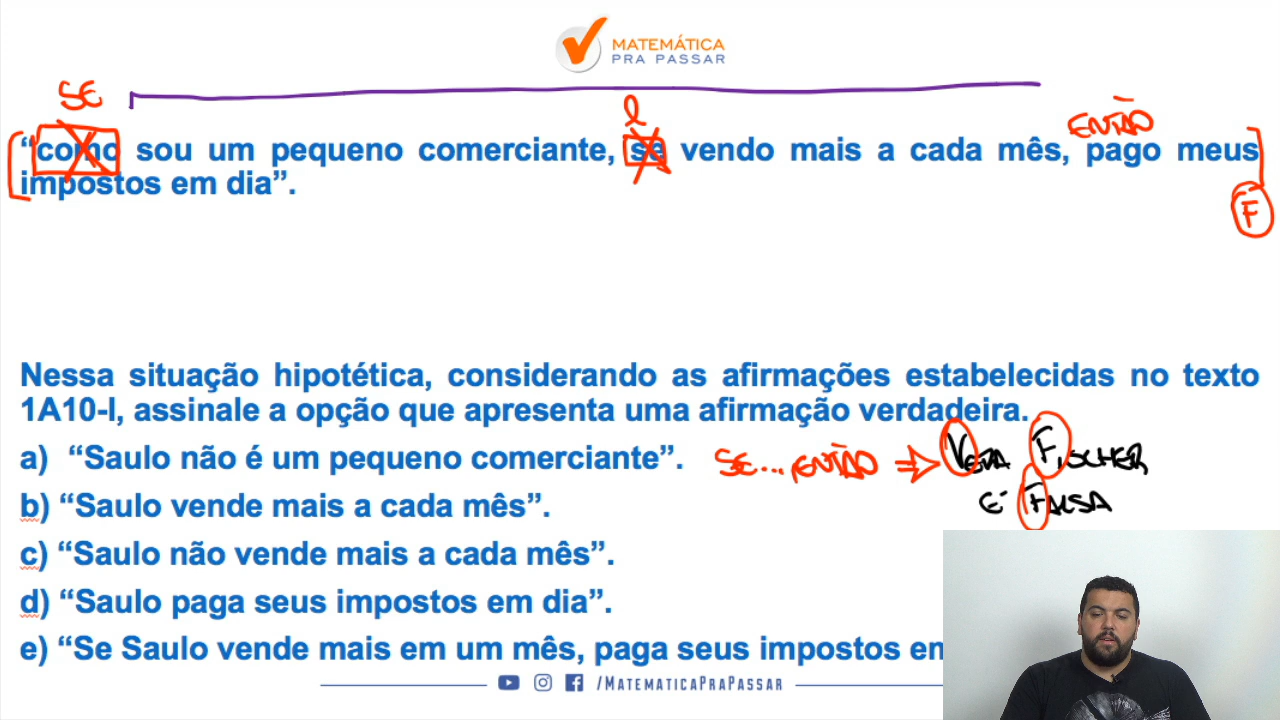 MATEMÁTICA
PRA PASSAR
SE
e
ENTÃO
“como sou um pequeno comerciante, se vendo mais a cada mês, pago meus
impostos em dia”.
F
Nessa situação hipotética, considerando as afirmações estabelecidas no texto
1A10-I, assinale a opção que apresenta uma afirmação verdadeira.
a) “Saulo não é um pequeno comerciante”.
SE...ENTÃO ⇒ VERA FISCHER
É FALSA
b) “Saulo vende mais a cada mês”.
c) “Saulo não vende mais a cada mês”.
d) “Saulo paga seus impostos em dia”.
e) “Se Saulo vende mais em um mês, paga seus impostos em
/MATEMATICAPRAPASSAR